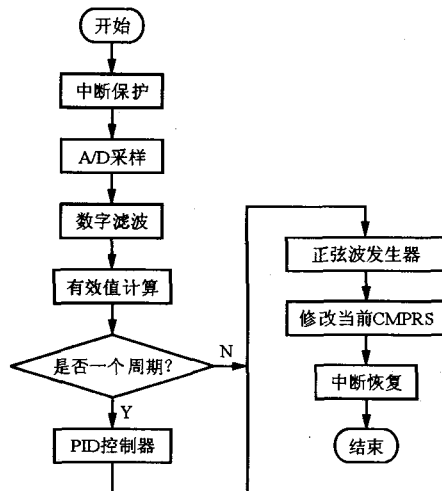 开始
中断保护
A/D采样
数字滤波
有效值计算
是否一个周期?
N
Y
PID控制器
正弦波发生器
修改当前CMPRS
中断恢复
结束